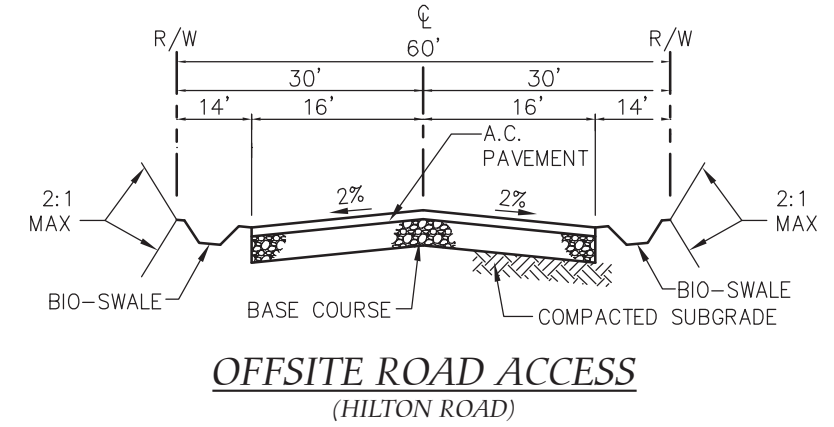 ℄
R/W
R/W
60'
30'
30'
14'
16'
16'
14'
A.C.
PAVEMENT
2:1
MAX
2%
2%
2:1
MAX
BIO-SWALE
BASE COURSE
BIO-SWALE
COMPACTED SUBGRADE
OFFSITE ROAD ACCESS
(HILTON ROAD)